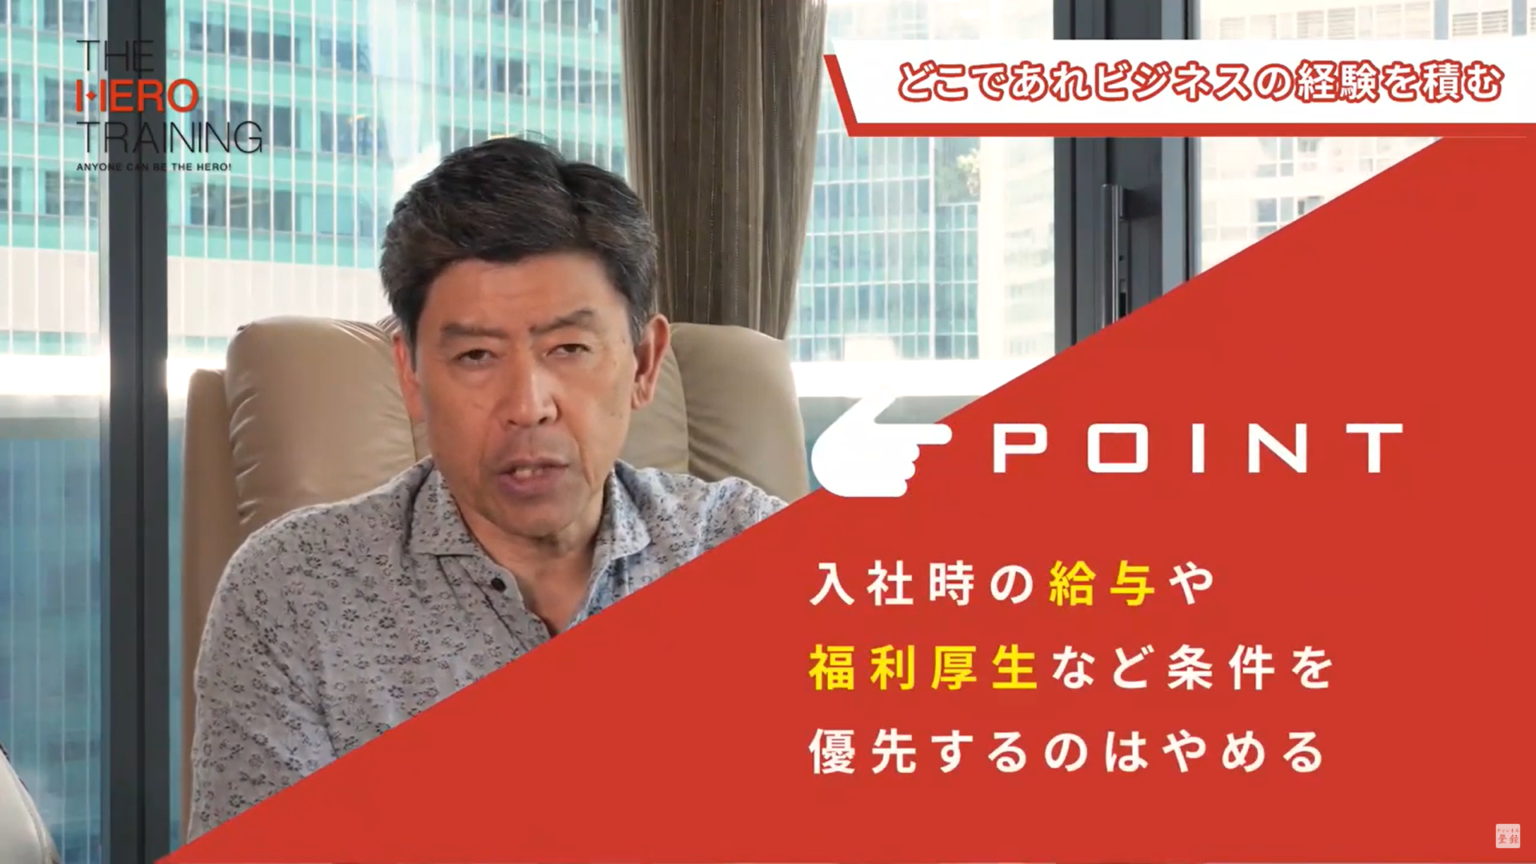 THE
HERO
TRAINING
ANYONE CAN BE THE HERO!
どこであれビジネスの経験を積む
POINT
入社時の給与や
福利厚生など条件を
優先するのはやめる